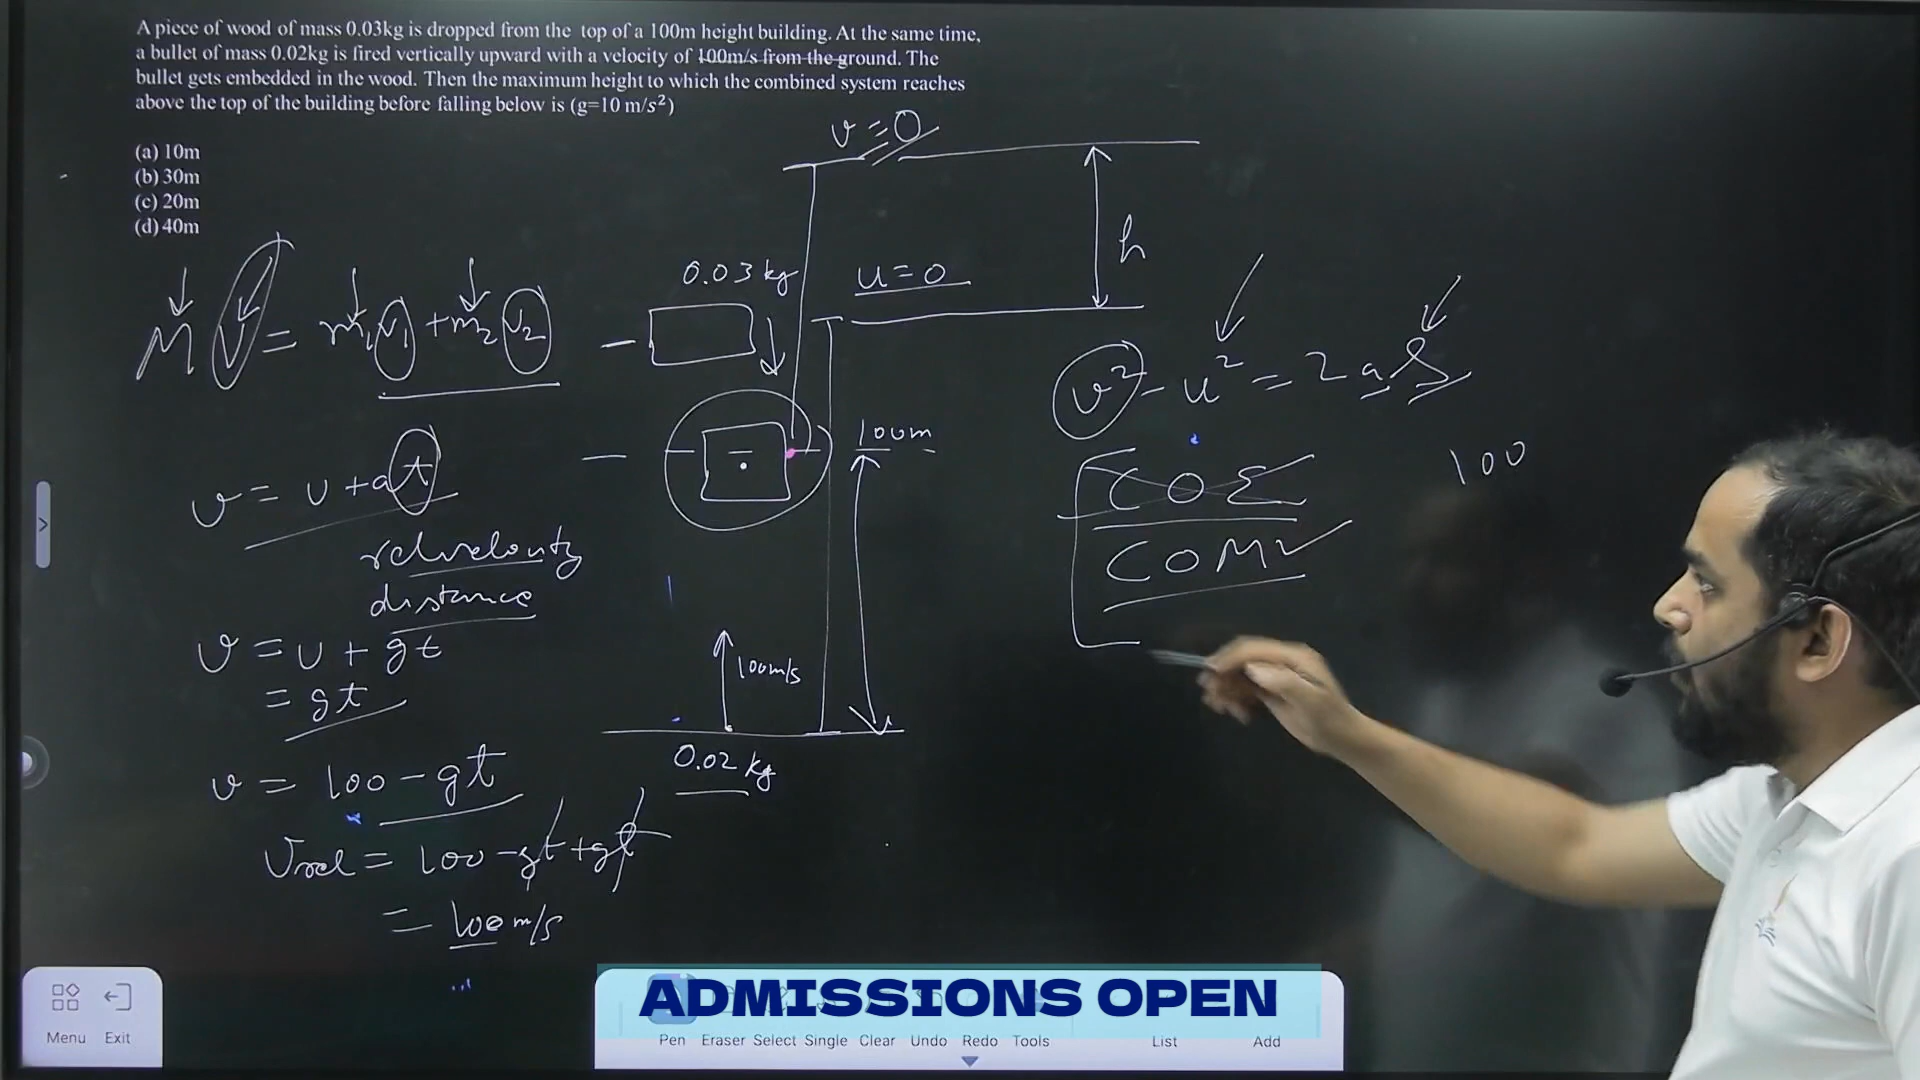 A piece of wood of mass 0.03kg is dropped from the top of a 100m height building. At the same time,
a bullet of mass 0.02kg is fired vertically upward with a velocity of 100m/s from the ground. The
bullet gets embedded in the wood. Then the maximum height to which the combined system reaches
above the top of the building before falling below is (g=10 m/s²)
(a) 10m
(b) 30m
(c) 20m
(d) 40m
v=0
h
0.03 kg
u=0
M V = m₁v₁ + m₂v₂
v² - u² = 2as
100m
v = u + at
COE
100
rel velocity
distance
COM
v = u + gt
= gt
100m/s
0.02 kg
v = 100 - gt
Vrel = 100 - gt + gt
= 100 m/s
ADMISSIONS OPEN
Menu Exit
Pen Eraser Select Single Clear Undo Redo Tools List Add